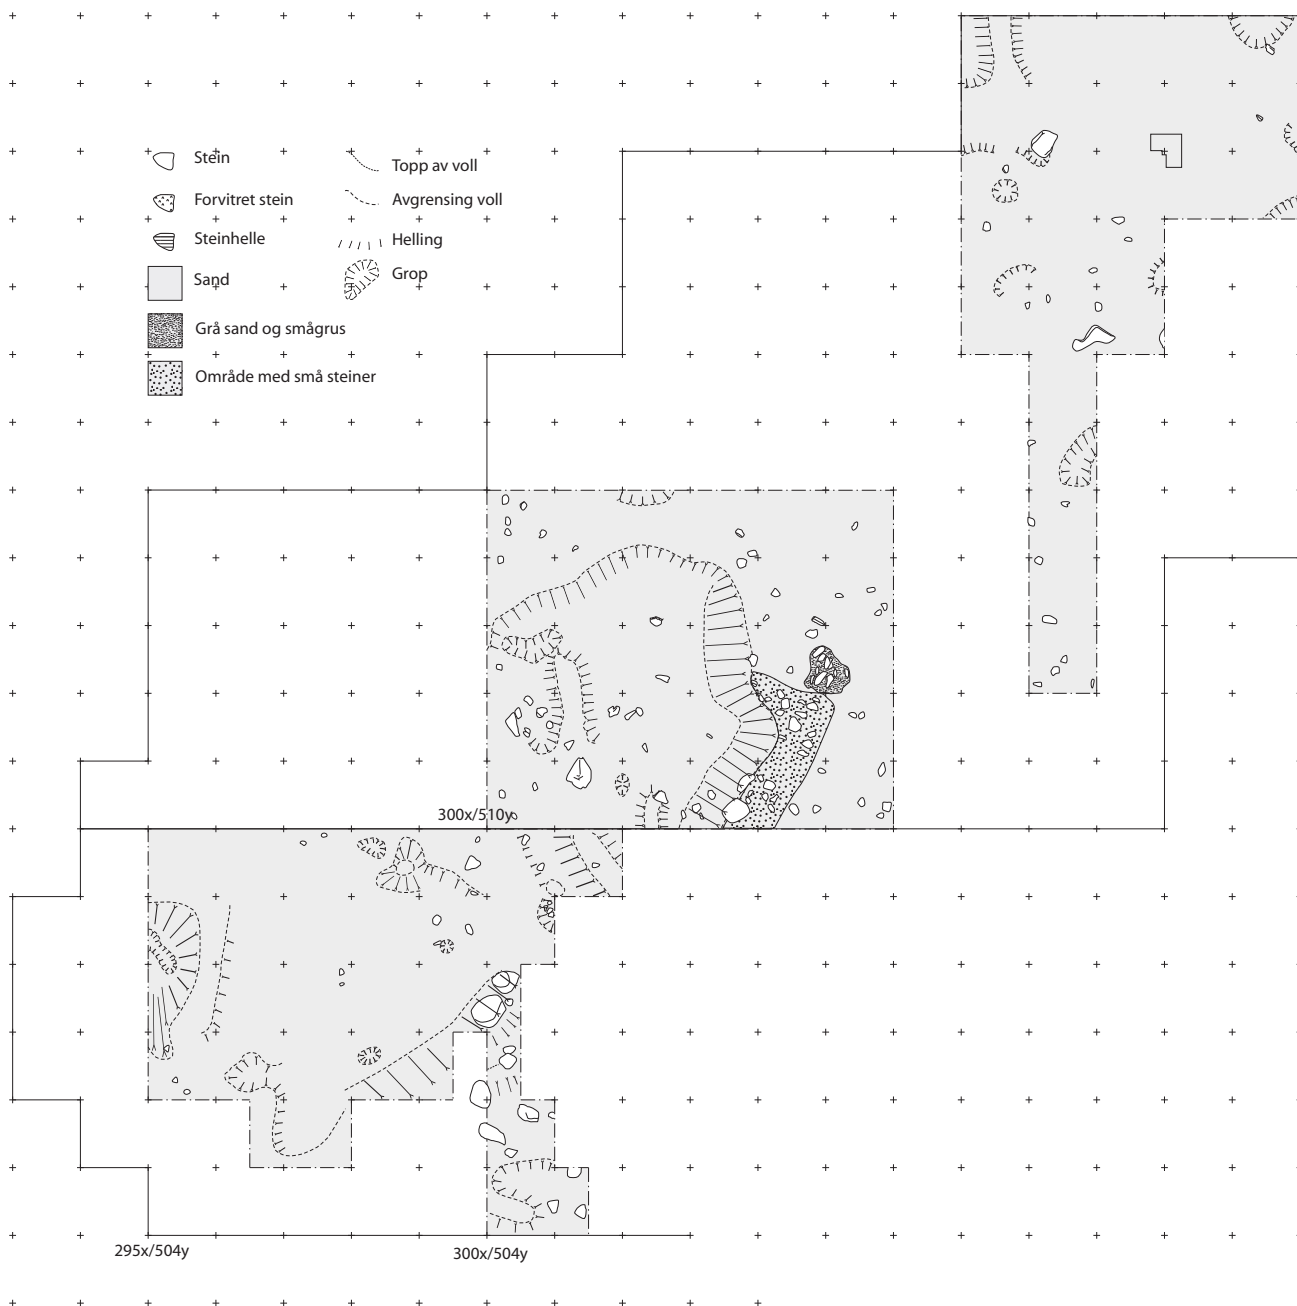 Stein
Forvitret stein
Steinhelle
Sand
Grå sand og smågrus
Område med små steiner
Topp av voll
Avgrensing voll
Helling
Grop
300x/510y
295x/504y
300x/504y